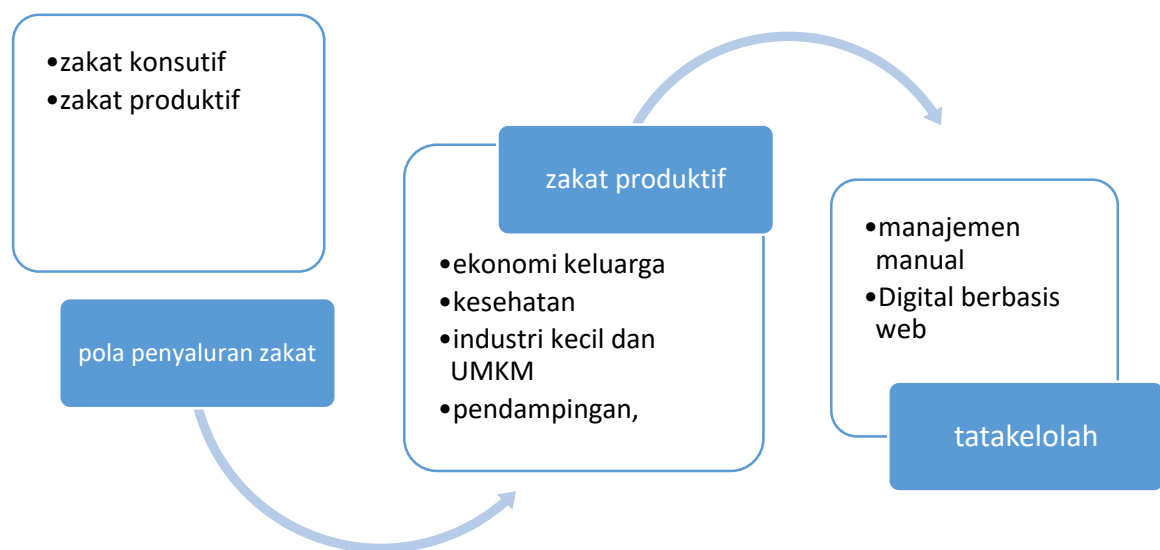 •zakat konsutif
•zakat produktif
pola penyaluran zakat
zakat produktif
•ekonomi keluarga
•kesehatan
•industri kecil dan
UMKM
•pendampingan,
•manajemen
manual
•Digital berbasis
web
tatakelolah